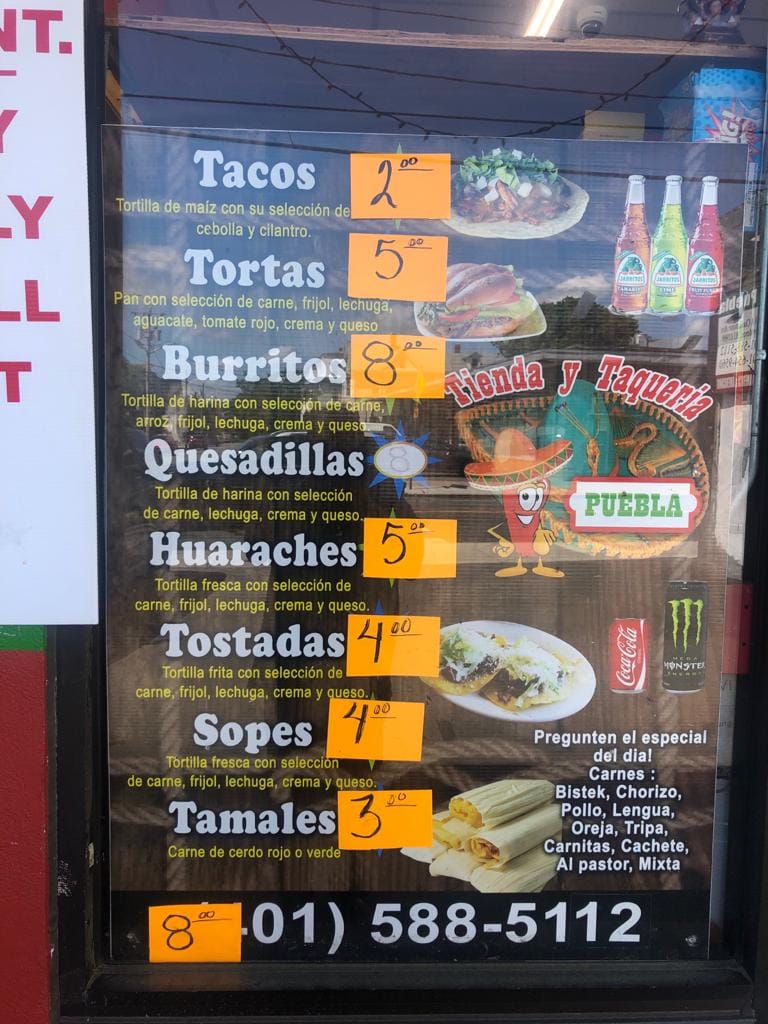 NT.
Y
LY
LL
T
Tacos 2.00
Tortilla de maíz con su selección de
cebolla y cilantro.
Tortas 5.00
Pan con selección de carne, frijol, lechuga,
aguacate, tomate rojo, crema y queso
Burritos 8.00
Tortilla de harina con selección de carne,
arroz, frijol, lechuga, crema y queso.
Quesadillas 8
Tortilla de harina con selección
de carne, lechuga, crema y queso.
Huaraches 5.00
Tortilla fresca con selección de
carne, frijol, lechuga, crema y queso.
Tostadas 4.00
Tortilla frita con selección de
carne, frijol, lechuga, crema y queso.
Sopes 4.00
Tortilla fresca con selección
de carne, frijol, lechuga, crema y queso.
Tamales 3.00
Carne de cerdo rojo o verde
JARRITOS JARRITOS JARRITOS
Tienda y Taquería
PUEBLA
Coca-Cola
MONSTER
ENERGY
Pregunten el especial
del dia!
Carnes :
Bistek, Chorizo,
Pollo, Lengua,
Oreja, Tripa,
Carnitas, Cachete,
Al pastor, Mixta
8.00
01) 588-5112